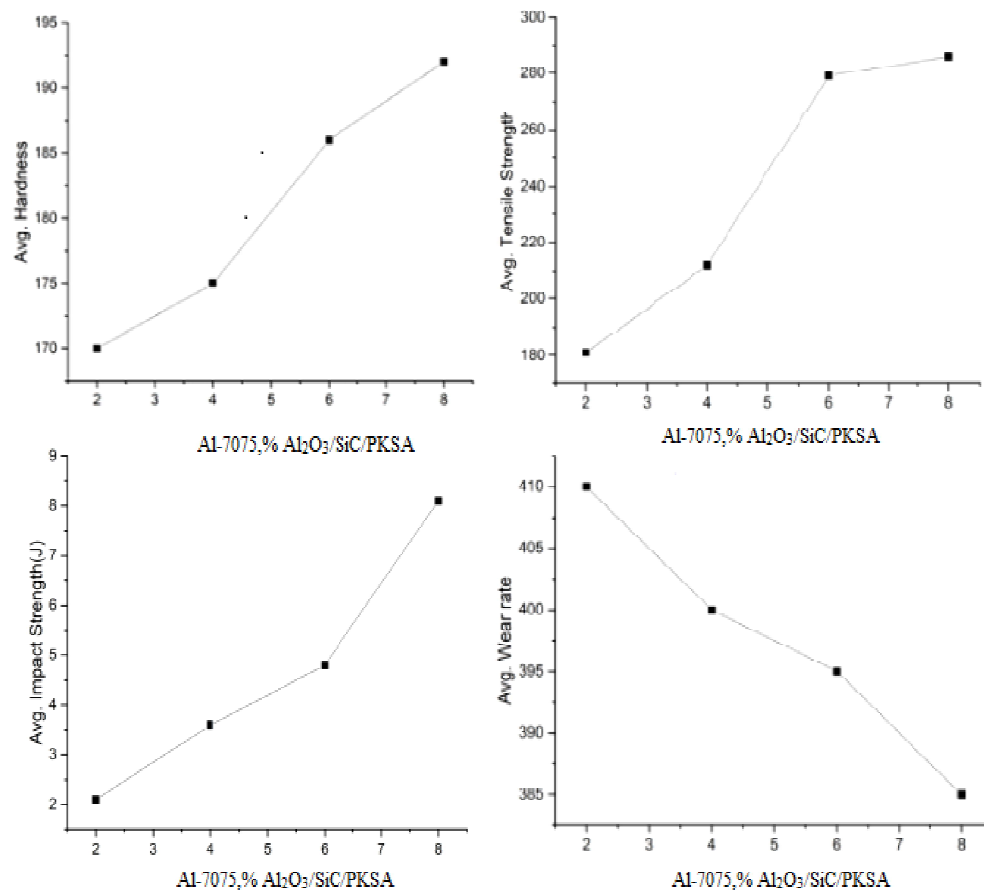 195
190
185
180
175
170
Avg. Hardness
2 3 4 5 6 7 8
Al-7075,% Al₂O₃/SiC/PKSA
300
280
260
240
220
200
180
Avg. Tensile Strength
2 3 4 5 6 7 8
Al-7075,% Al₂O₃/SiC/PKSA
9
8
7
6
5
4
3
2
Avg. Impact Strength(J)
2 3 4 5 6 7 8
Al-7075,% Al₂O₃/SiC/PKSA
410
405
400
395
390
385
Avg. Wear rate
2 3 4 5 6 7 8
Al-7075,% Al₂O₃/SiC/PKSA